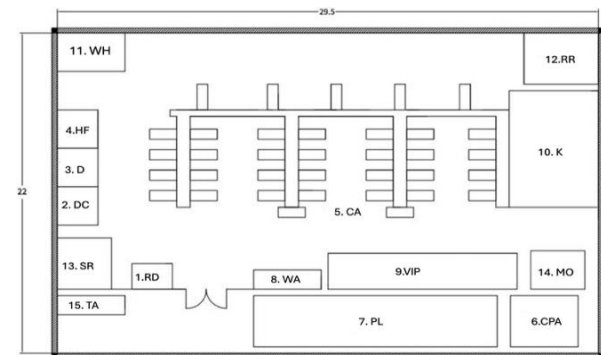 29.5
11. WH
12.RR
4.HF
10. K
3. D
22
2. DC
5. CA
13. SR
1.RD
8. WA
9.VIP
14. MO
15. TA
7. PL
6.CPA